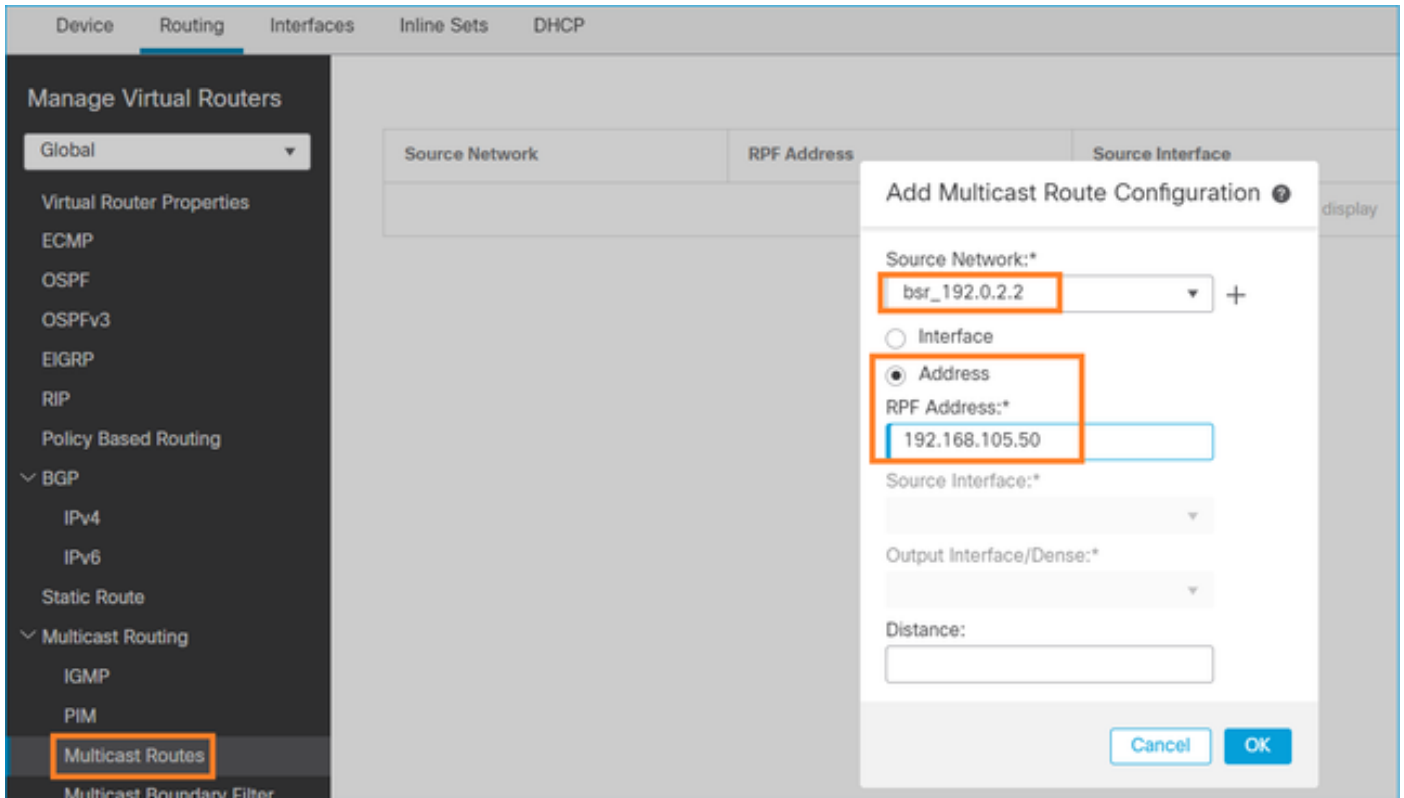 Device Routing Interfaces Inline Sets DHCP
Manage Virtual Routers
Global
Virtual Router Properties
ECMP
OSPF
OSPFv3
EIGRP
RIP
Policy Based Routing
BGP
IPv4
IPv6
Static Route
Multicast Routing
IGMP
PIM
Multicast Routes
Multicast Boundary Filter
Source Network RPF Address Source Interface
display
Add Multicast Route Configuration
Source Network:*
bsr_192.0.2.2
Interface
Address
RPF Address:*
192.168.105.50
Source Interface:*
Output Interface/Dense:*
Distance:
Cancel OK